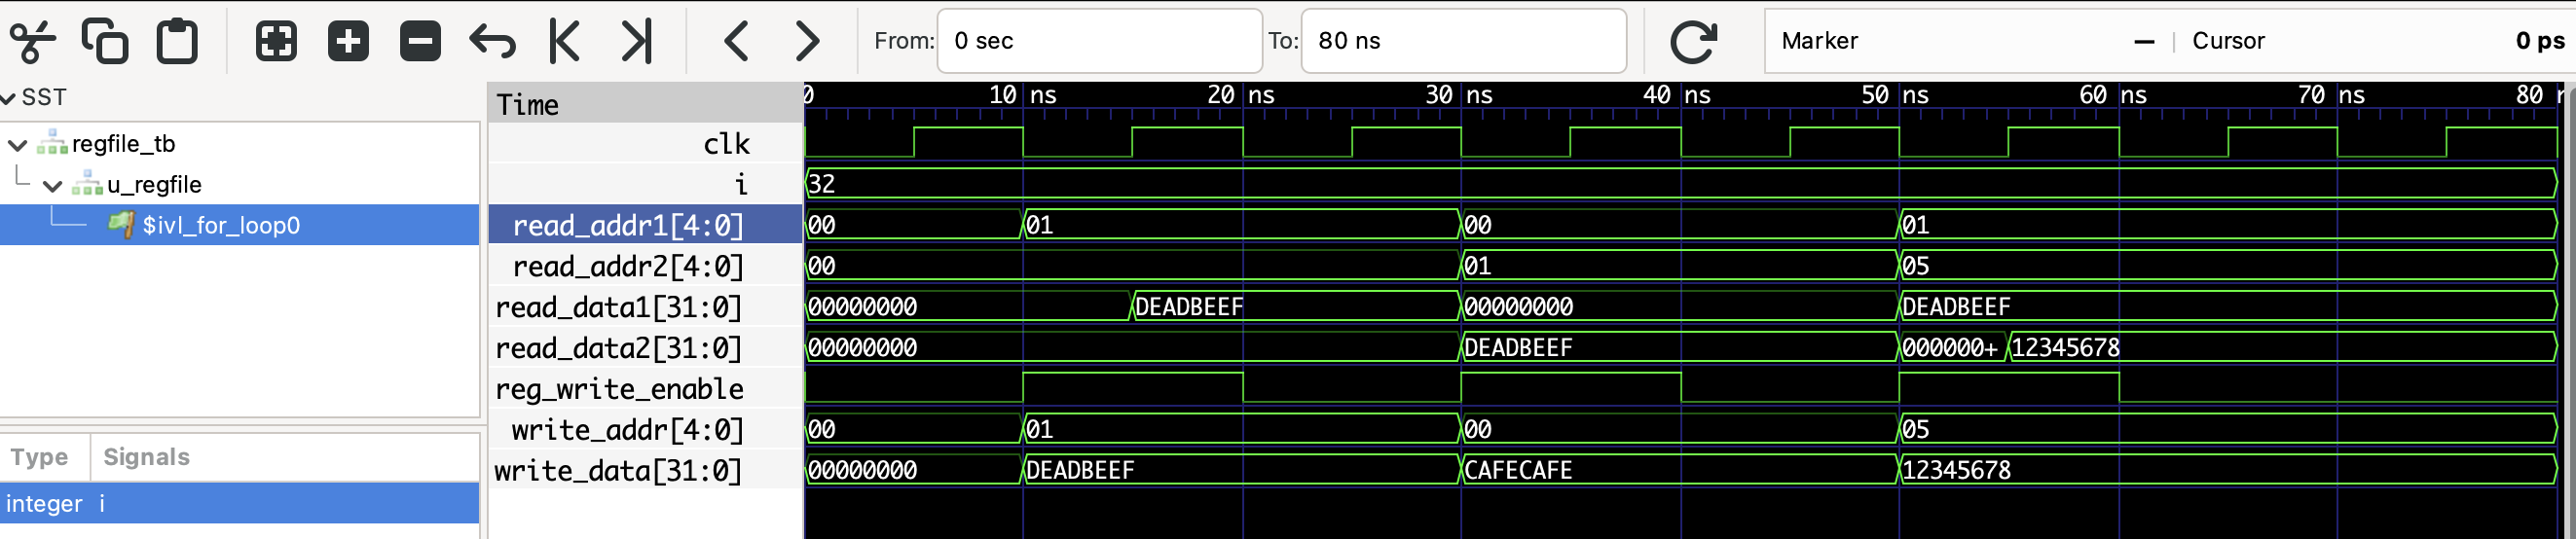 From: 0 sec To: 80 ns Marker — | Cursor 0 ps
SST
regfile_tb
u_regfile
$ivl_for_loop0
Type Signals
integer i
Time 0 10 ns 20 ns 30 ns 40 ns 50 ns 60 ns 70 ns 80
clk
i 32
read_addr1[4:0] 00 01 00 01
read_addr2[4:0] 00 01 05
read_data1[31:0] 00000000 DEADBEEF 00000000 DEADBEEF
read_data2[31:0] 00000000 DEADBEEF 000000+ 12345678
reg_write_enable
write_addr[4:0] 00 01 00 05
write_data[31:0] 00000000 DEADBEEF CAFECAFE 12345678